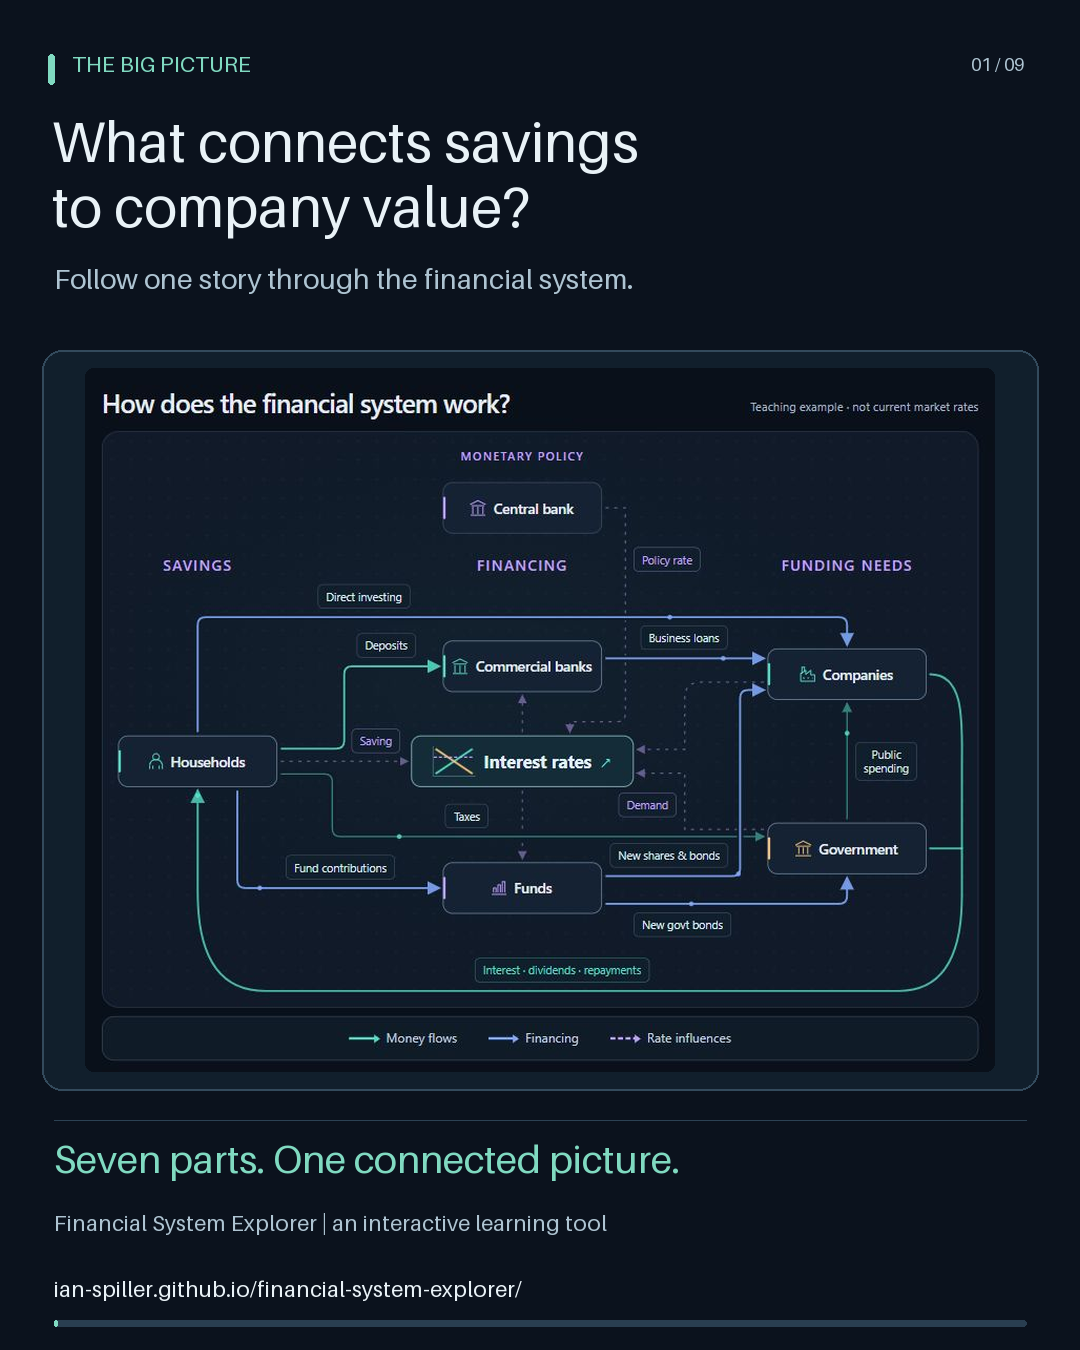 THE BIG PICTURE
01 / 09
What connects savings
to company value?
Follow one story through the financial system.
How does the financial system work?
Teaching example · not current market rates
MONETARY POLICY
Central bank
SAVINGS
FINANCING
FUNDING NEEDS
Policy rate
Direct investing
Deposits
Business loans
Commercial banks
Companies
Saving
Households
Interest rates ↗
Public
spending
Demand
Taxes
Government
New shares & bonds
Fund contributions
Funds
New govt bonds
Interest · dividends · repayments
Money flows
Financing
Rate influences
Seven parts. One connected picture.
Financial System Explorer | an interactive learning tool
ian-spiller.github.io/financial-system-explorer/